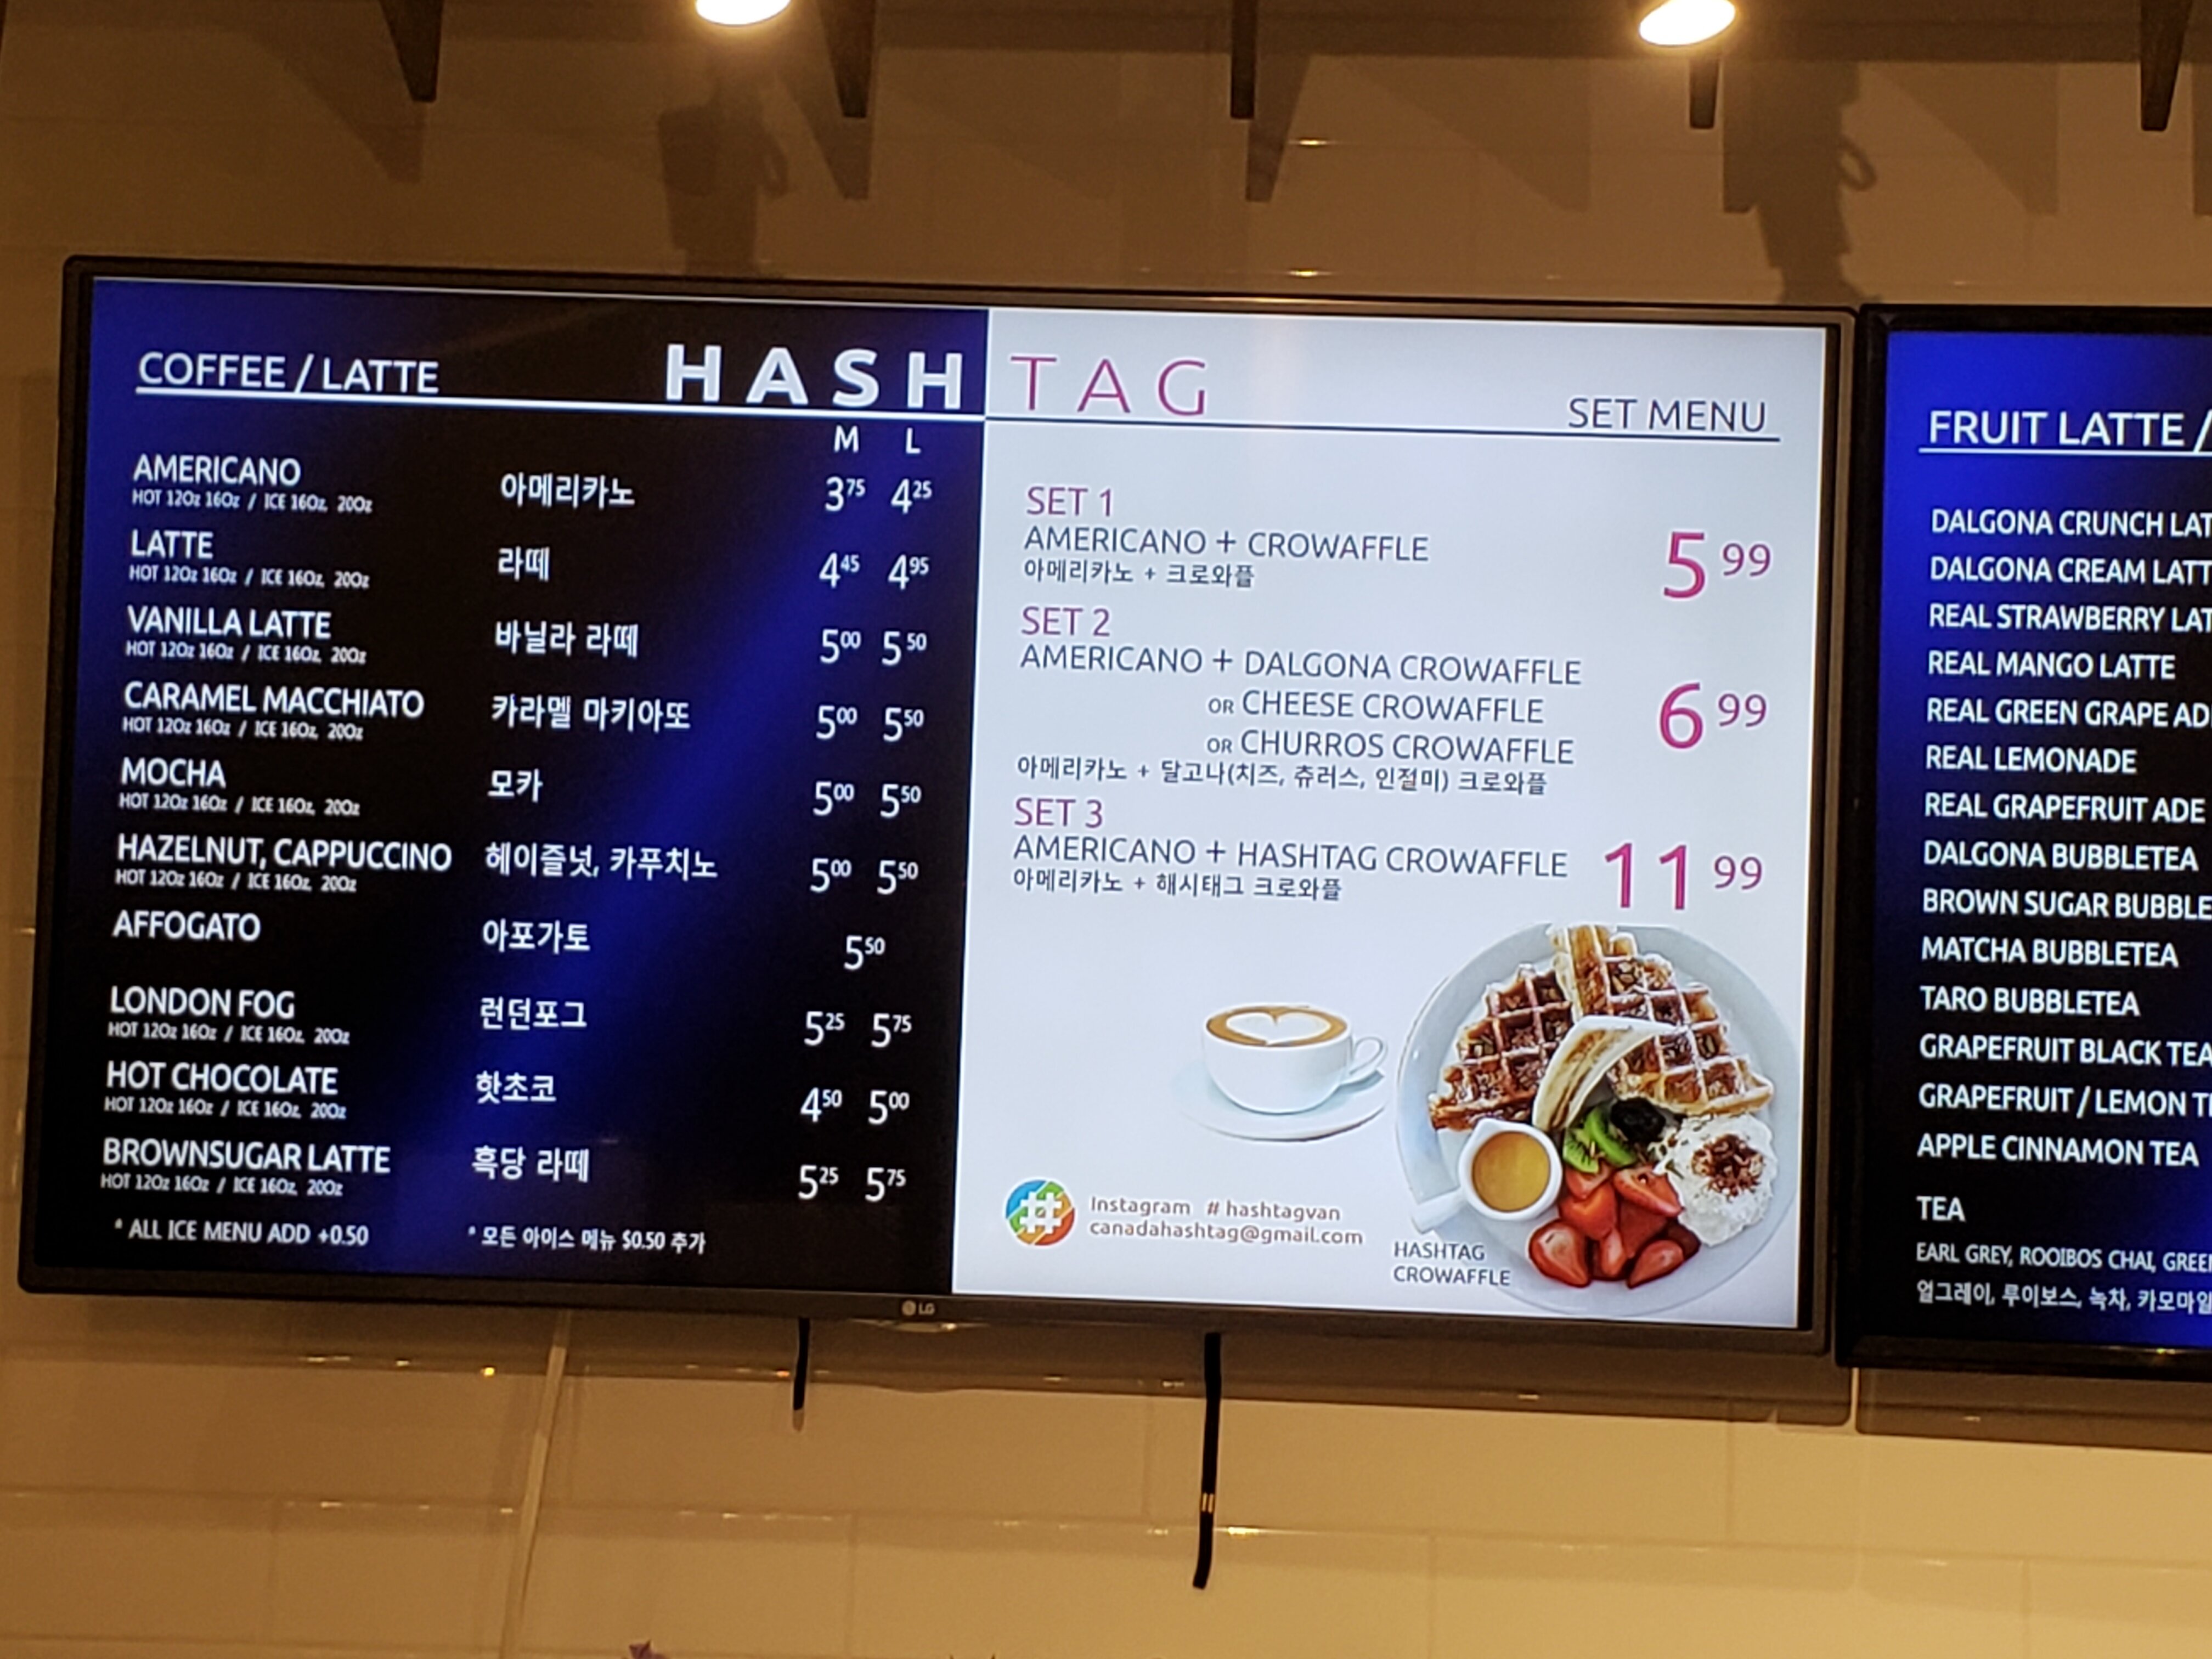 COFFEE / LATTE
HASH
M L
AMERICANO 아메리카노 3 75 4 25
HOT 12Oz 16Oz / ICE 16Oz, 20Oz
LATTE 라떼 4 45 4 95
HOT 12Oz 16Oz / ICE 16Oz, 20Oz
VANILLA LATTE 바닐라 라떼 5 00 5 50
HOT 12Oz 16Oz / ICE 16Oz, 20Oz
CARAMEL MACCHIATO 카라멜 마키아또 5 00 5 50
HOT 12Oz 16Oz / ICE 16Oz, 20Oz
MOCHA 모카 5 00 5 50
HOT 12Oz 16Oz / ICE 16Oz, 20Oz
HAZELNUT, CAPPUCCINO 헤이즐넛, 카푸치노 5 00 5 50
HOT 12Oz 16Oz / ICE 16Oz, 20Oz
AFFOGATO 아포가토 5 50
LONDON FOG 런던포그 5 25 5 75
HOT 12Oz 16Oz / ICE 16Oz, 20Oz
HOT CHOCOLATE 핫초코 4 50 5 00
HOT 12Oz 16Oz / ICE 16Oz, 20Oz
BROWNSUGAR LATTE 흑당 라떼 5 25 5 75
HOT 12Oz 16Oz / ICE 16Oz, 20Oz
* ALL ICE MENU ADD +0.50 * 모든 아이스 메뉴 $0.50 추가
TAG
SET MENU
SET 1
AMERICANO + CROWAFFLE 5 99
아메리카노 + 크로와플
SET 2
AMERICANO + DALGONA CROWAFFLE
OR CHEESE CROWAFFLE 6 99
OR CHURROS CROWAFFLE
아메리카노 + 달고나(치즈, 츄러스, 인절미) 크로와플
SET 3
AMERICANO + HASHTAG CROWAFFLE 11 99
아메리카노 + 해시태그 크로와플
Instagram # hashtagvan
canadahashtag@gmail.com
HASHTAG
CROWAFFLE
LG
FRUIT LATTE /
DALGONA CRUNCH LAT
DALGONA CREAM LATT
REAL STRAWBERRY LAT
REAL MANGO LATTE
REAL GREEN GRAPE AD
REAL LEMONADE
REAL GRAPEFRUIT ADE
DALGONA BUBBLETEA
BROWN SUGAR BUBBLE
MATCHA BUBBLETEA
TARO BUBBLETEA
GRAPEFRUIT BLACK TEA
GRAPEFRUIT / LEMON T
APPLE CINNAMON TEA
TEA
EARL GREY, ROOIBOS CHAI, GREE
얼그레이, 루이보스, 녹차, 카모마일